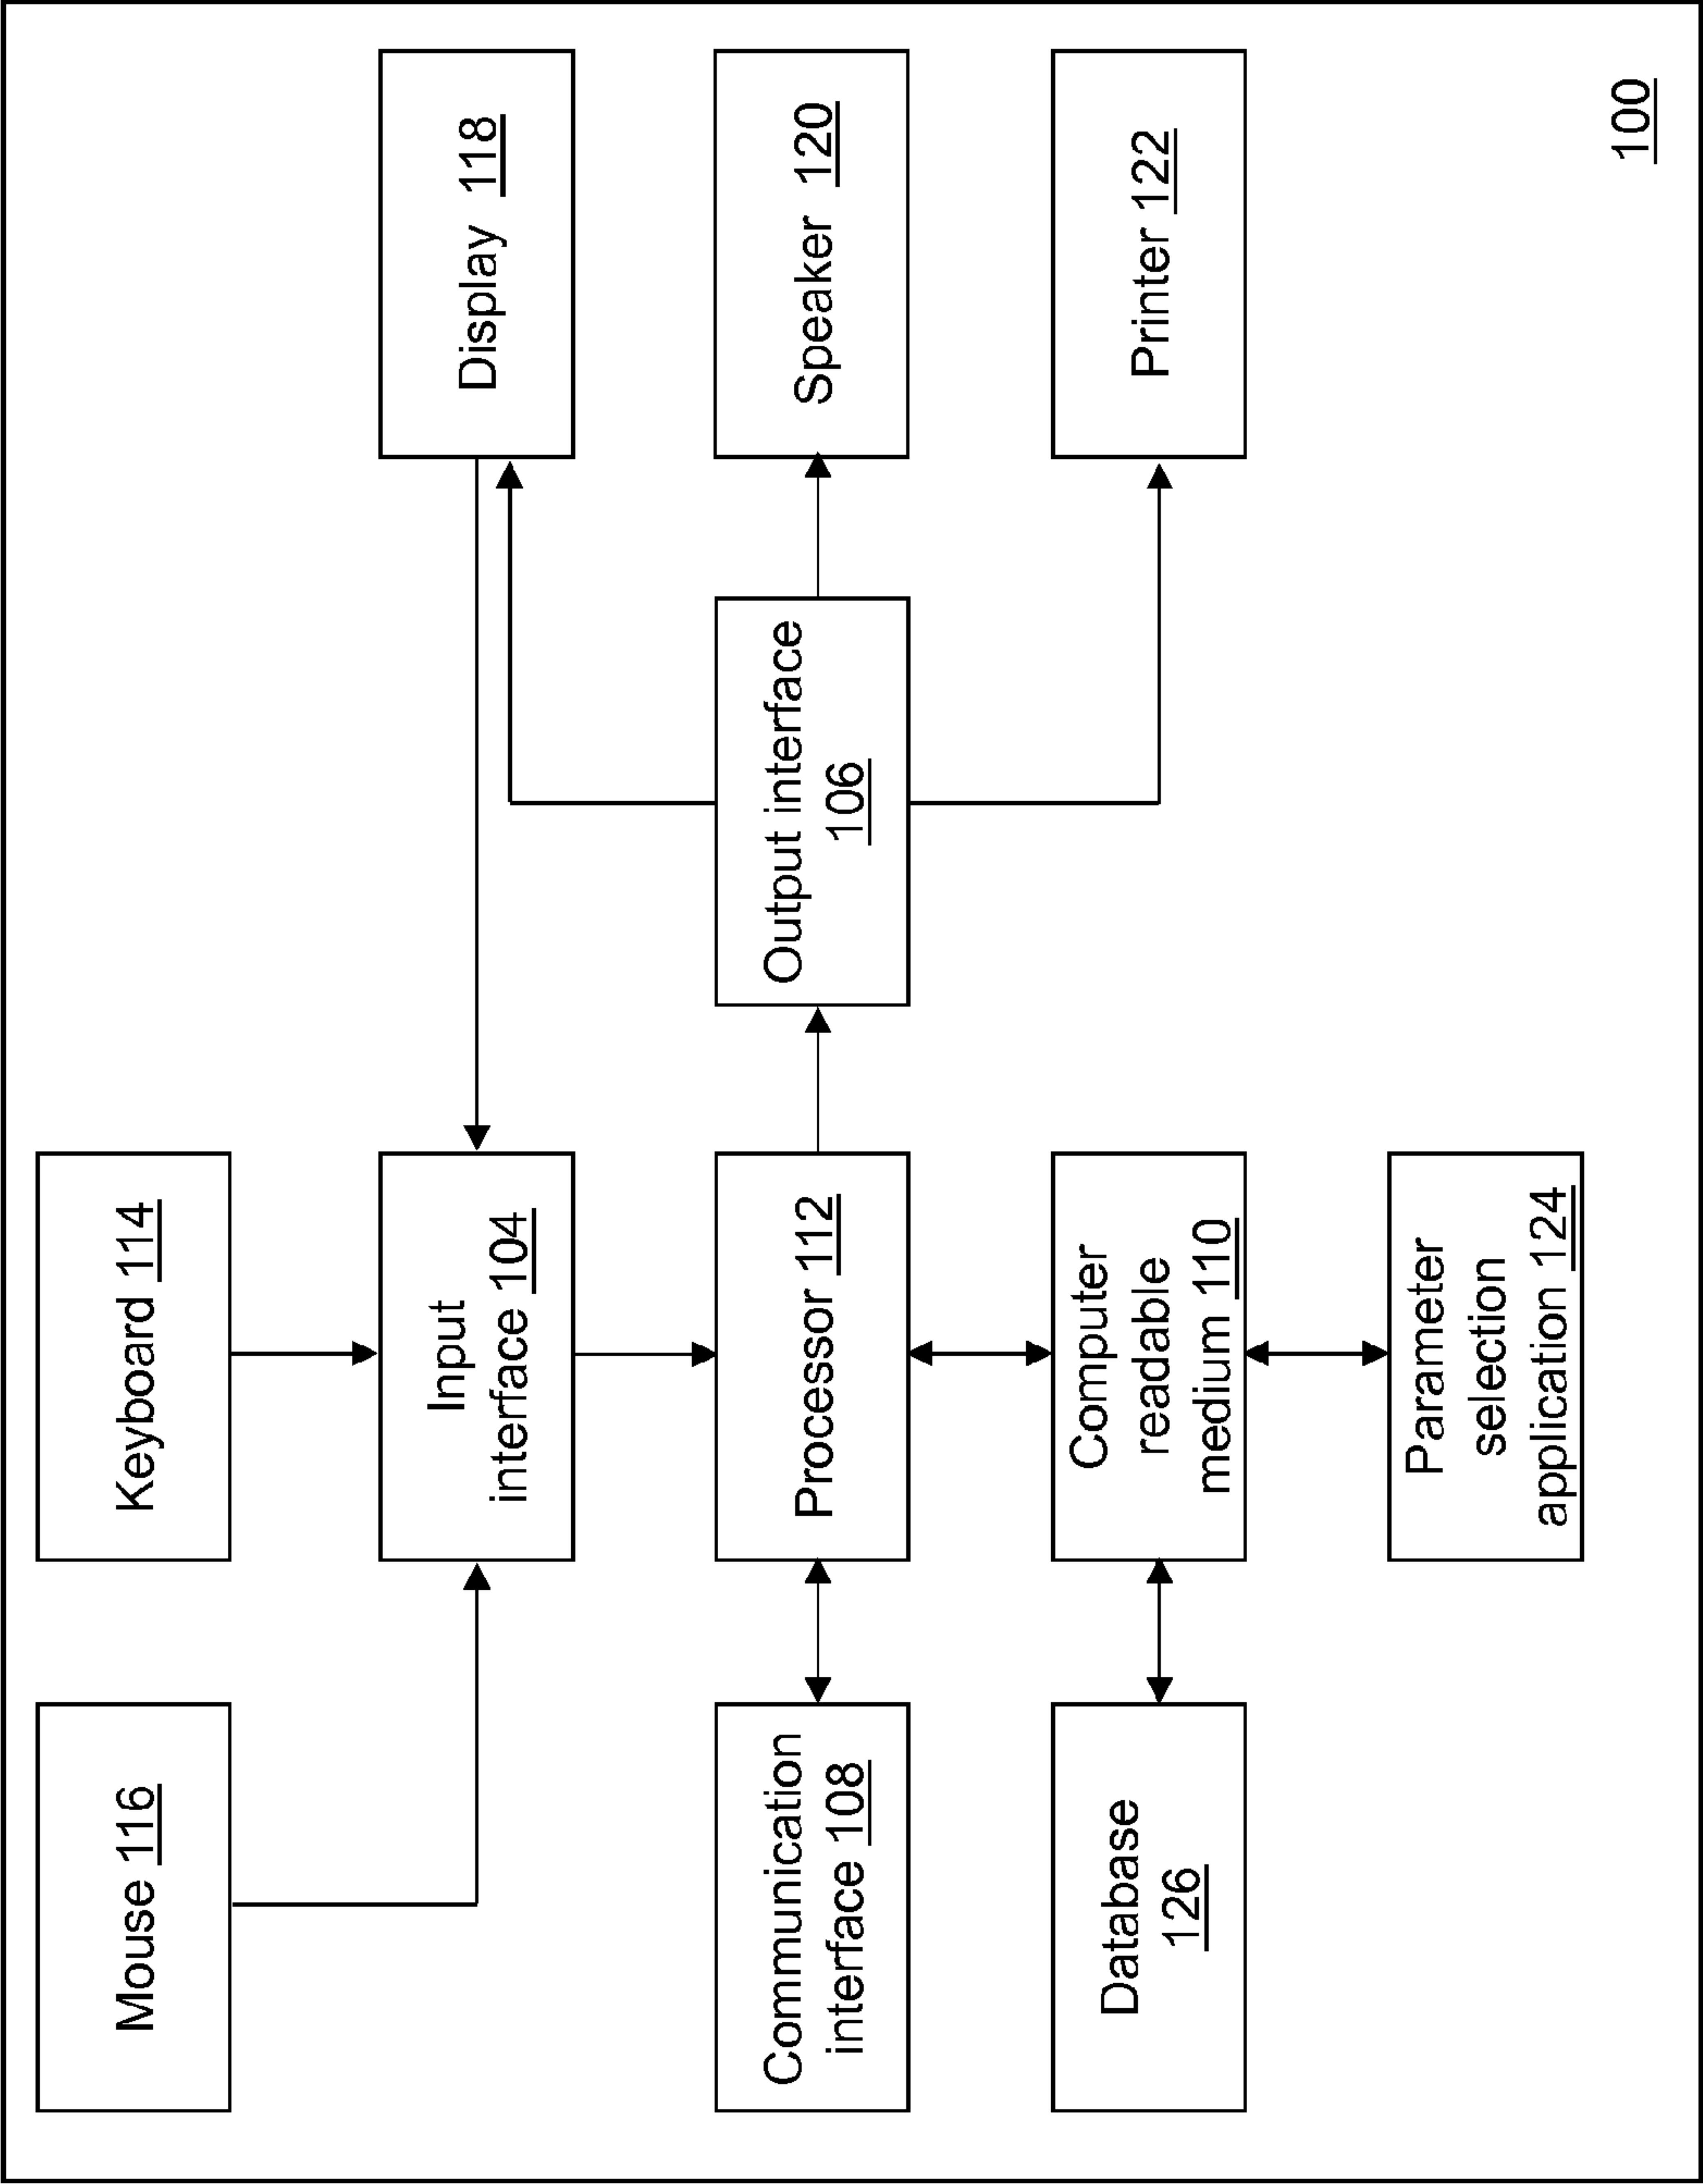 Mouse 116
Keyboard 114
Input
interface 104
Display 118
Communication
interface 108
Processor 112
Output interface
106
Speaker 120
Database
126
Computer
readable
medium 110
Printer 122
Parameter
selection
application 124
100